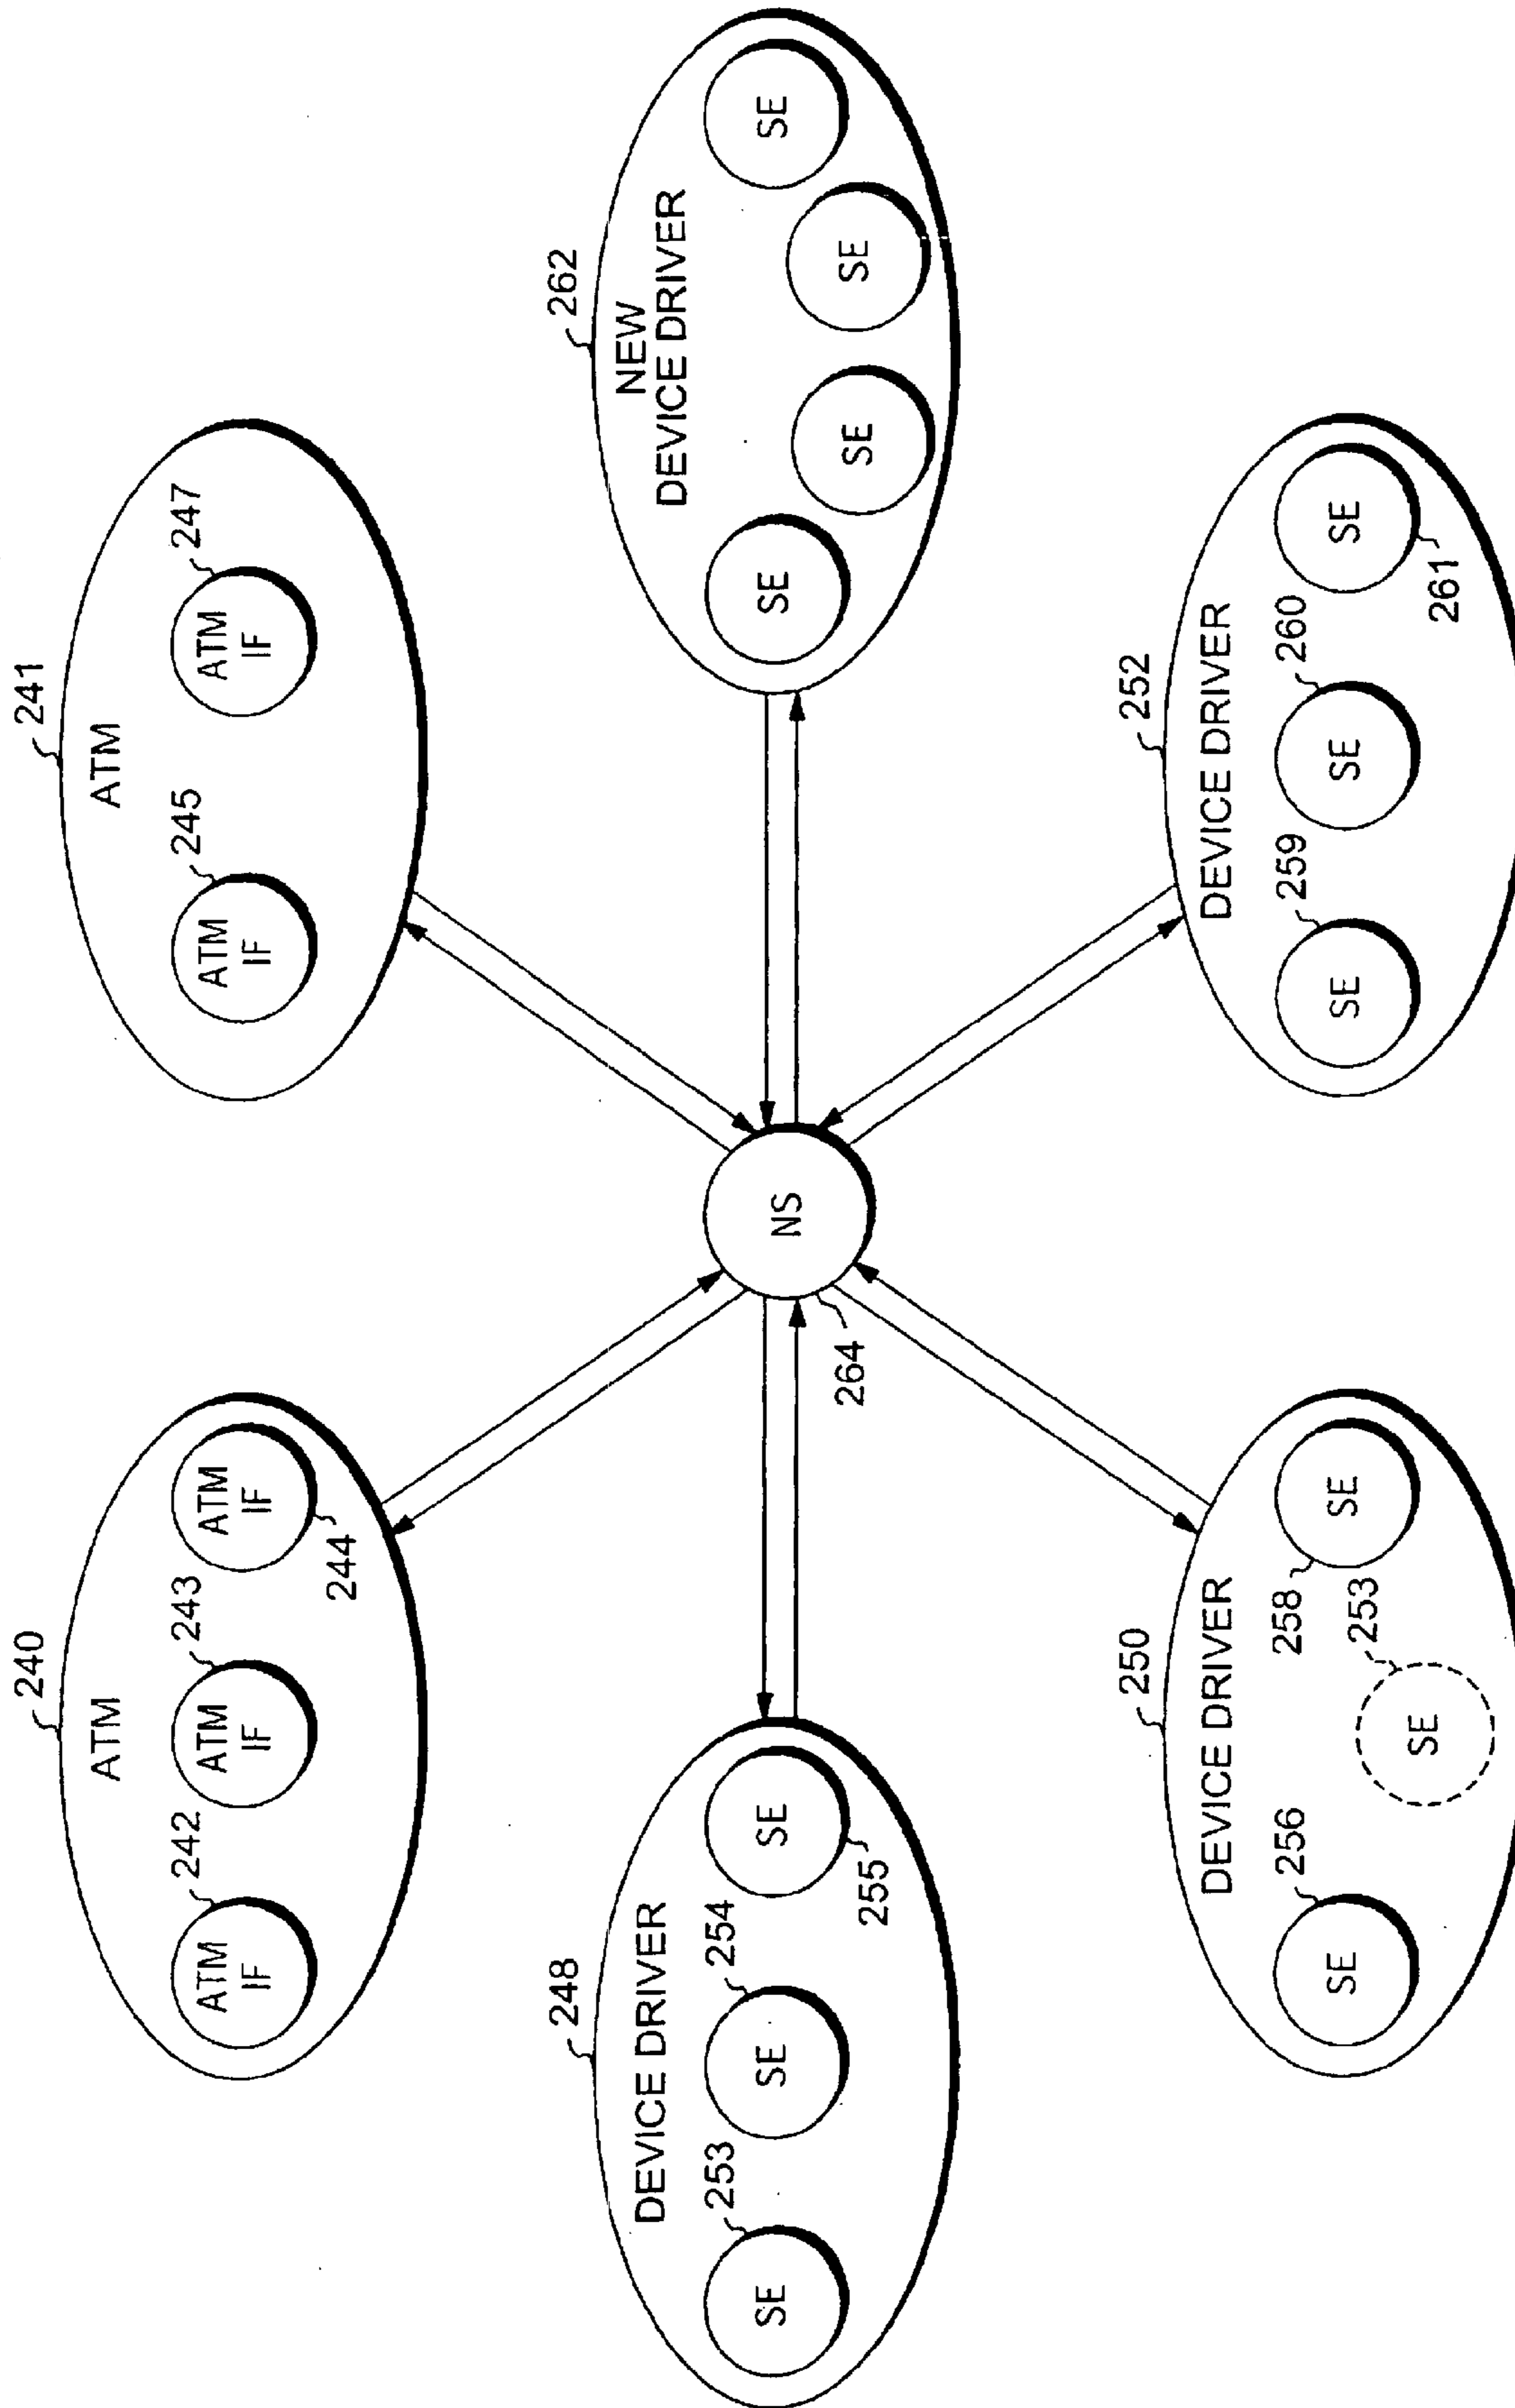 240
ATM
242
243
ATM
IF
ATM
IF
ATM
IF
244
241
ATM
245
247
ATM
IF
ATM
IF
248
DEVICE DRIVER
253
254
SE
SE
SE
255
NS
264
262
NEW
DEVICE DRIVER
SE
SE
SE
SE
250
DEVICE DRIVER
256
258
SE
SE
253
SE
252
DEVICE DRIVER
259
260
SE
SE
SE
261